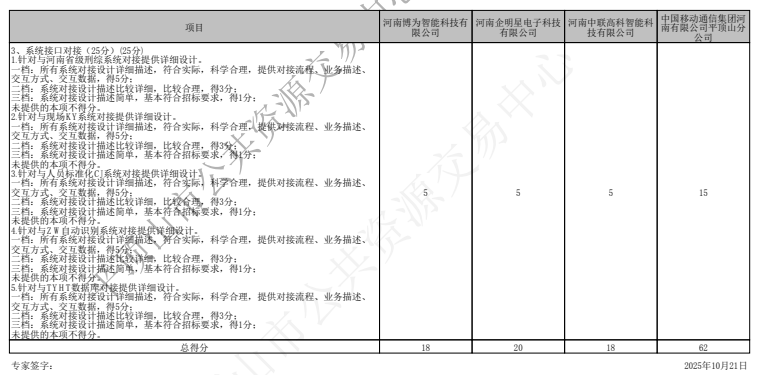 项目
河南博为智能科技有
限公司
河南企明星电子科技
有限公司
河南中联高科智能科
技有限公司
中国移动通信集团河
南有限公司平顶山分
公司
3、系统接口对接（25分）(25分)
1.针对与河南省级刑综系统对接提供详细设计。
一档：所有系统对接设计详细描述，符合实际，科学合理，提供对接流程、业务描述、
交互方式、交互数据，得5分；
二档：系统对接设计描述比较详细，比较合理，得3分；
三档：系统对接设计描述简单，基本符合招标要求，得1分；
未提供的本项不得分。
2.针对与现场KY系统对接提供详细设计。
一档：所有系统对接设计详细描述，符合实际，科学合理，提供对接流程、业务描述、
交互方式、交互数据，得5分；
二档：系统对接设计描述比较详细，比较合理，得3分；
三档：系统对接设计描述简单，基本符合招标要求，得1分；
未提供的本项不得分。
3.针对与人员标准化CJ系统对接提供详细设计。
一档：所有系统对接设计详细描述，符合实际，科学合理，提供对接流程、业务描述、
交互方式、交互数据，得5分；
二档：系统对接设计描述比较详细，比较合理，得3分；
三档：系统对接设计描述简单，基本符合招标要求，得1分；
未提供的本项不得分。
4.针对与ZW自动识别系统对接提供详细设计。
一档：所有系统对接设计详细描述，符合实际，科学合理，提供对接流程、业务描述、
交互方式、交互数据，得5分；
二档：系统对接设计描述比较详细，比较合理，得3分；
三档：系统对接设计描述简单，基本符合招标要求，得1分；
未提供的本项不得分。
5.针对与TYHT数据库对接提供详细设计。
一档：所有系统对接设计详细描述，符合实际，科学合理，提供对接流程、业务描述、
交互方式、交互数据，得5分；
二档：系统对接设计描述比较详细，比较合理，得3分；
三档：系统对接设计描述简单，基本符合招标要求，得1分；
未提供的本项不得分。
5
5
5
15
总得分
18
20
18
62
专家签字：
2025年10月21日
平顶山市公共资源交易中心
山市公共资源交易中心